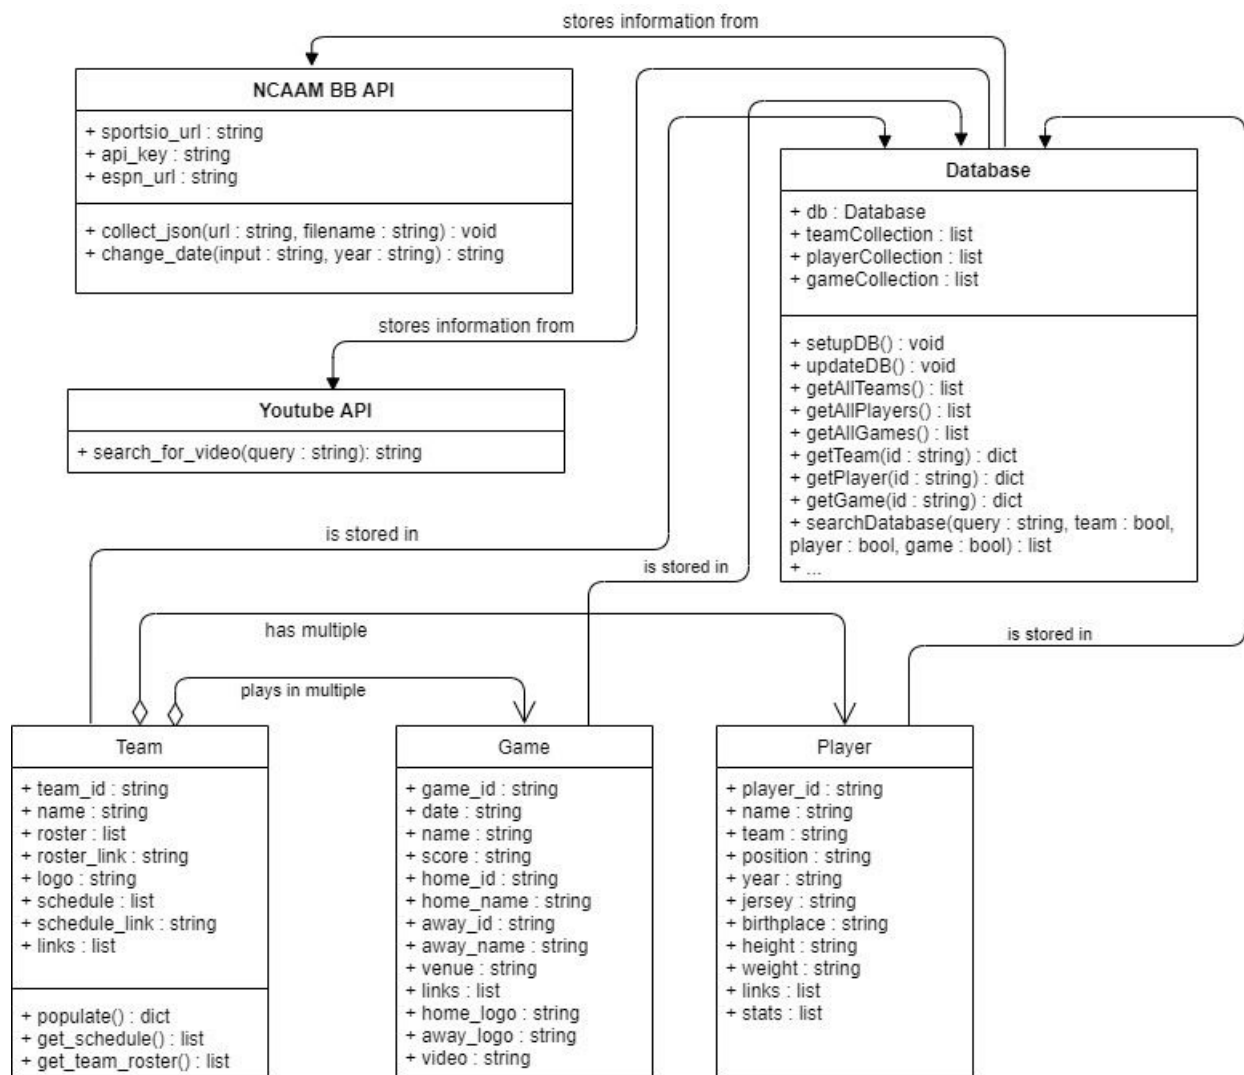 stores information from
NCAAM BB API
+ sportsio_url : string
+ api_key : string
+ espn_url : string
+ collect_json(url : string, filename : string) : void
+ change_date(input : string, year : string) : string
Database
+ db : Database
+ teamCollection : list
+ playerCollection : list
+ gameCollection : list
+ setupDB() : void
+ updateDB() : void
+ getAllTeams() : list
+ getAllPlayers() : list
+ getAllGames() : list
+ getTeam(id : string) : dict
+ getPlayer(id : string) : dict
+ getGame(id : string) : dict
+ searchDatabase(query : string, team : bool,
player : bool, game : bool) : list
+ ...
stores information from
Youtube API
+ search_for_video(query : string): string
is stored in
is stored in
is stored in
has multiple
plays in multiple
Team
+ team_id : string
+ name : string
+ roster : list
+ roster_link : string
+ logo : string
+ schedule : list
+ schedule_link : string
+ links : list
+ populate() : dict
+ get_schedule() : list
+ get_team_roster() : list
Game
+ game_id : string
+ date : string
+ name : string
+ score : string
+ home_id : string
+ home_name : string
+ away_id : string
+ away_name : string
+ venue : string
+ links : list
+ home_logo : string
+ away_logo : string
+ video : string
Player
+ player_id : string
+ name : string
+ team : string
+ position : string
+ year : string
+ jersey : string
+ birthplace : string
+ height : string
+ weight : string
+ links : list
+ stats : list